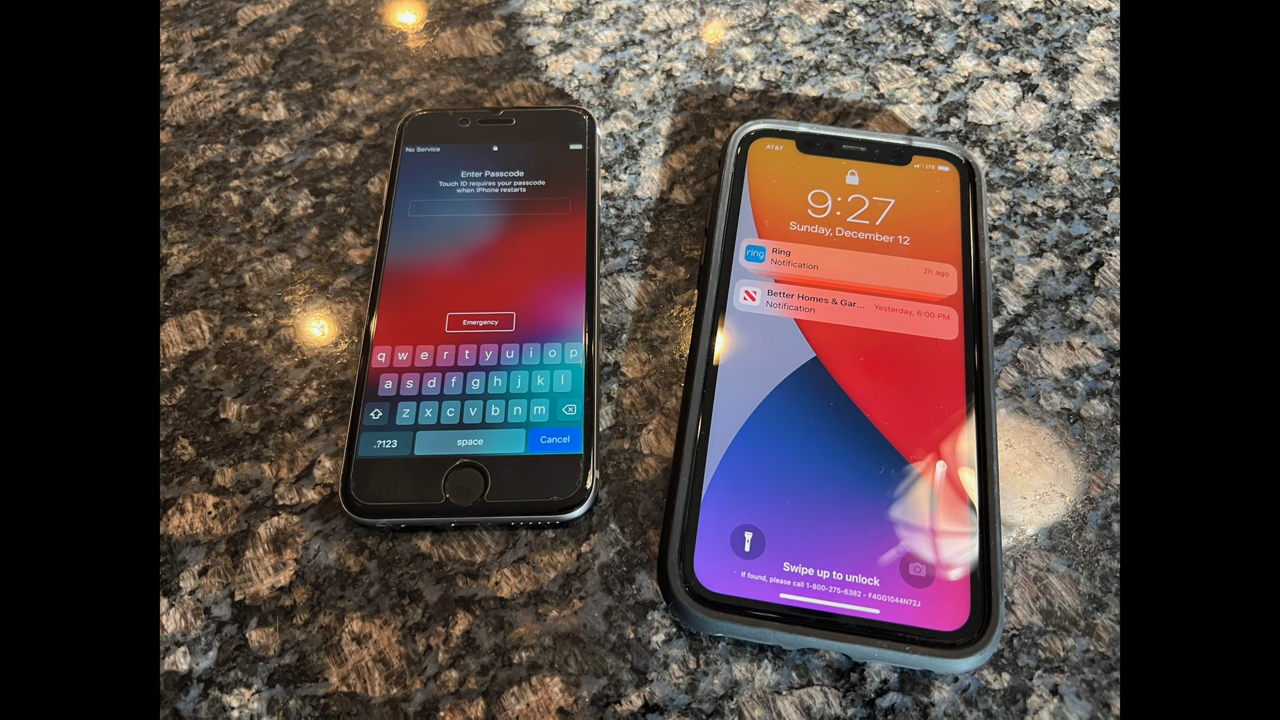 No Service
Enter Passcode
Touch ID requires your passcode
when iPhone restarts
Emergency
q w e r t y u i o p
a s d f g h j k l
z x c v b n m
.?123 space Cancel
AT&T LTE
9:27
Sunday, December 12
ring
Ring 2h ago
Notification
Better Homes & Gar... Yesterday, 6:00 PM
Notification
Swipe up to unlock
If found, please call 1-800-275-6382 - F4GG1044N72J